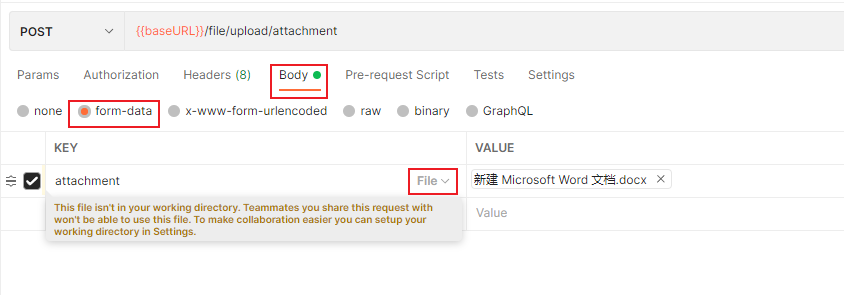 POST {{baseURL}}/file/upload/attachment
Params Authorization Headers (8) Body Pre-request Script Tests Settings
none form-data x-www-form-urlencoded raw binary GraphQL
KEY VALUE
attachment File 新建 Microsoft Word 文档.docx ×
This file isn't in your working directory. Teammates you share this request with
won't be able to use this file. To make collaboration easier you can setup your
working directory in Settings.
Value